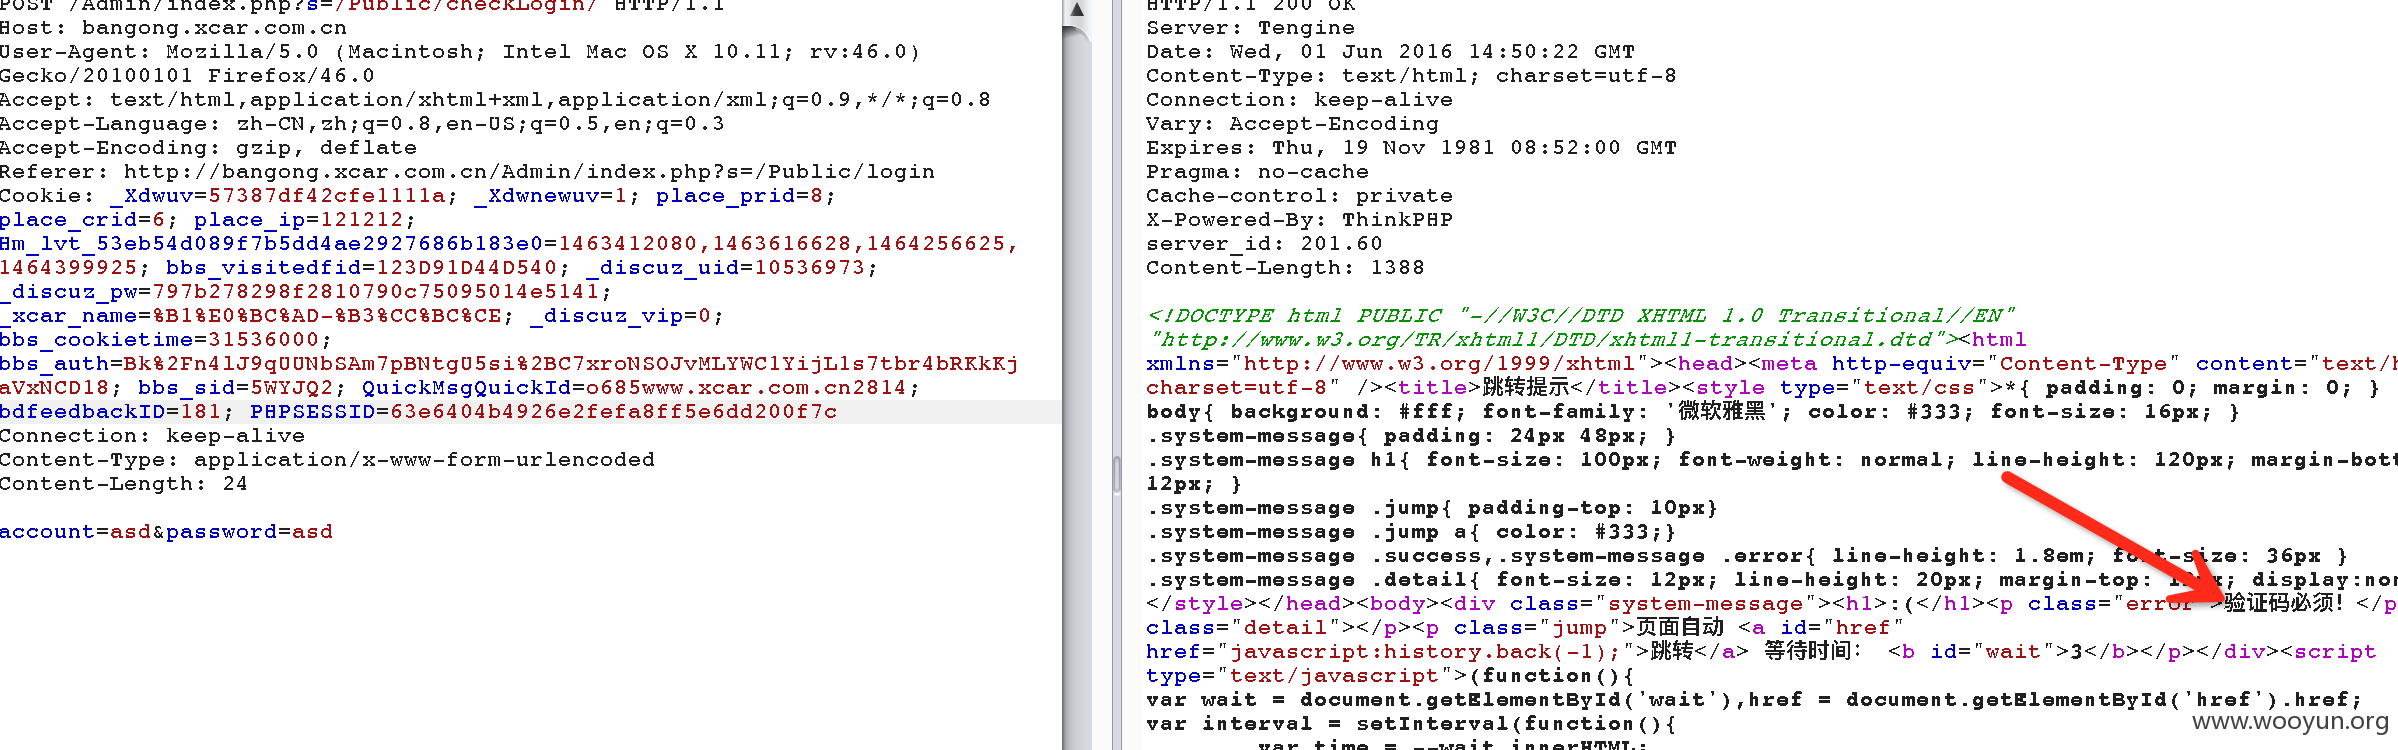 POST /Admin/index.php?s=/Public/checkLogin/ HTTP/1.1
Host: bangong.xcar.com.cn
User-Agent: Mozilla/5.0 (Macintosh; Intel Mac OS X 10.11; rv:46.0)
Gecko/20100101 Firefox/46.0
Accept: text/html,application/xhtml+xml,application/xml;q=0.9,*/*;q=0.8
Accept-Language: zh-CN,zh;q=0.8,en-US;q=0.5,en;q=0.3
Accept-Encoding: gzip, deflate
Referer: http://bangong.xcar.com.cn/Admin/index.php?s=/Public/login
Cookie: _Xdwuv=57387df42cfe1111a; _Xdwnewuv=1; place_prid=8;
place_crid=6; place_ip=121212;
Hm_lvt_53eb54d089f7b5dd4ae2927686b183e0=1463412080,1463616628,1464256625,
1464399925; bbs_visitedfid=123D91D44D540; _discuz_uid=10536973;
_discuz_pw=797b278298f2810790c75095014e5141;
_xcar_name=%B1%E0%BC%AD-%B3%CC%BC%CE; _discuz_vip=0;
bbs_cookietime=31536000;
bbs_auth=Bk%2Fn4lJ9qUUNbSAm7pBNtgU5si%2BC7xroNSOJvMLYWC1YijL1s7tbr4bRKkKj
aVxNCD18; bbs_sid=5WYJQ2; QuickMsgQuickId=o685www.xcar.com.cn2814;
bdfeedbackID=181; PHPSESSID=63e6404b4926e2fefa8ff5e6dd200f7c
Connection: keep-alive
Content-Type: application/x-www-form-urlencoded
Content-Length: 24
account=asd&password=asd
HTTP/1.1 200 OK
Server: Tengine
Date: Wed, 01 Jun 2016 14:50:22 GMT
Content-Type: text/html; charset=utf-8
Connection: keep-alive
Vary: Accept-Encoding
Expires: Thu, 19 Nov 1981 08:52:00 GMT
Pragma: no-cache
Cache-control: private
X-Powered-By: ThinkPHP
server_id: 201.60
Content-Length: 1388
<!DOCTYPE html PUBLIC "-//W3C//DTD XHTML 1.0 Transitional//EN"
"http://www.w3.org/TR/xhtml1/DTD/xhtml1-transitional.dtd"><html
xmlns="http://www.w3.org/1999/xhtml"><head><meta http-equiv="Content-Type" content="text/h
charset=utf-8" /><title>跳转提示</title><style type="text/css">*{ padding: 0; margin: 0; }
body{ background: #fff; font-family: '微软雅黑'; color: #333; font-size: 16px; }
.system-message{ padding: 24px 48px; }
.system-message h1{ font-size: 100px; font-weight: normal; line-height: 120px; margin-bott
12px; }
.system-message .jump{ padding-top: 10px}
.system-message .jump a{ color: #333;}
.system-message .success,.system-message .error{ line-height: 1.8em; font-size: 36px }
.system-message .detail{ font-size: 12px; line-height: 20px; margin-top: 12px; display:non
</style></head><body><div class="system-message"><h1>:(</h1><p class="error">验证码必须！</p
class="detail"></p><p class="jump">页面自动 <a id="href"
href="javascript:history.back(-1);">跳转</a> 等待时间： <b id="wait">3</b></p></div><script
type="text/javascript">(function(){
var wait = document.getElementById('wait'),href = document.getElementById('href').href;
var interval = setInterval(function(){
var time = --wait.innerHTML;
www.wooyun.org